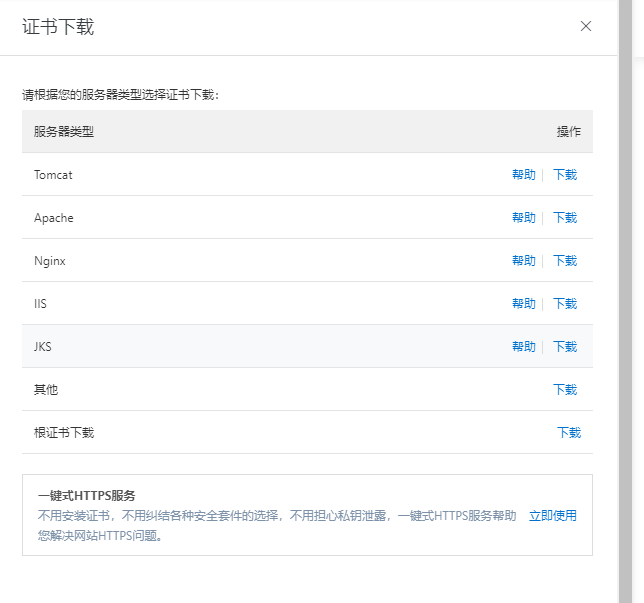 证书下载
请根据您的服务器类型选择证书下载：
服务器类型 操作
Tomcat 帮助 下载
Apache 帮助 下载
Nginx 帮助 下载
IIS 帮助 下载
JKS 帮助 下载
其他 下载
根证书下载 下载
一键式HTTPS服务
不用安装证书，不用纠结各种安全套件的选择，不用担心私钥泄露，一键式HTTPS服务帮助 立即使用
您解决网站HTTPS问题。